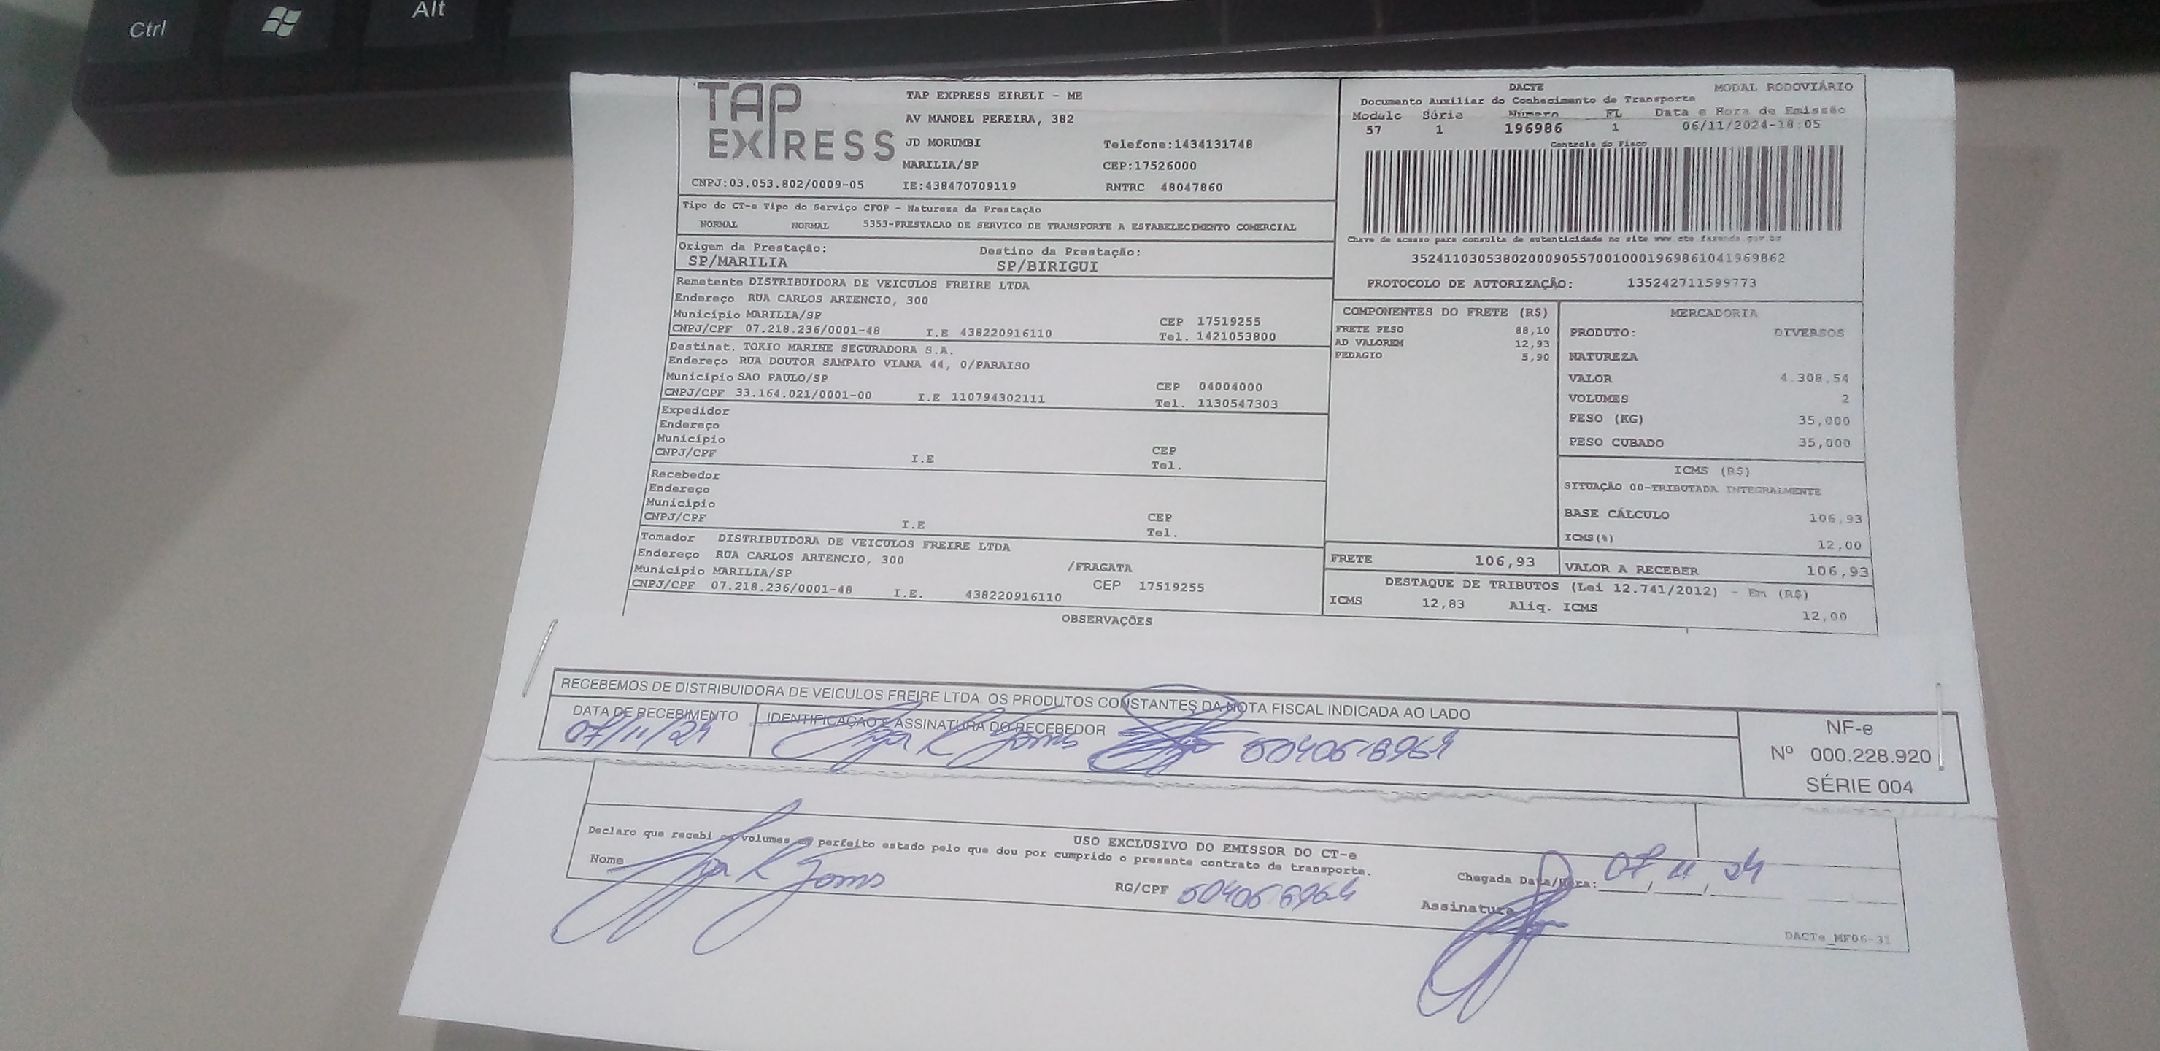 Ctrl
Alt
TAP EXPRESS
TAP EXPRESS EIRELI - ME
AV MANOEL PEREIRA, 382
JD MORUMBI Telefone:1434131748
MARILIA/SP CEP:17526000
CNPJ:03.053.802/0009-05 IE:438470709119 RNTRC 48047860
DACTE MODAL RODOVIÁRIO
Documento Auxiliar do Conhecimento de Transporte
Modelo Série Número FL Data e Hora de Emissão
57 1 196986 1 06/11/2024-18:05
Controle do Fisco
Chave de acesso para consulta de autenticidade no site www.cte.fazenda.gov.br
35241103053802000905570010001969861041969862
PROTOCOLO DE AUTORIZAÇÃO: 135242711599773
Tipo do CT-e Tipo do Serviço CFOP - Natureza da Prestação
NORMAL NORMAL 5353-PRESTACAO DE SERVICO DE TRANSPORTE A ESTABELECIMENTO COMERCIAL
Origem da Prestação: Destino da Prestação:
SP/MARILIA SP/BIRIGUI
Remetente DISTRIBUIDORA DE VEICULOS FREIRE LTDA
Endereço RUA CARLOS ARTENCIO, 300
Município MARILIA/SP CEP 17519255
CNPJ/CPF 07.218.236/0001-48 I.E 438220916110 Tel. 1421053800
Destinat. TOKIO MARINE SEGURADORA S.A.
Endereço RUA DOUTOR SAMPAIO VIANA 44, 0/PARAISO
Município SAO PAULO/SP CEP 04004000
CNPJ/CPF 33.164.021/0001-00 I.E 110794302111 Tel. 1130547303
Expedidor
Endereço
Município CEP
CNPJ/CPF I.E Tel.
Recebedor
Endereço
Município CEP
CNPJ/CPF I.E Tel.
Tomador DISTRIBUIDORA DE VEICULOS FREIRE LTDA
Endereço RUA CARLOS ARTENCIO, 300 /FRAGATA
Município MARILIA/SP CEP 17519255
CNPJ/CPF 07.218.236/0001-48 I.E. 438220916110
COMPONENTES DO FRETE (R$)
FRETE PESO 88,10
AD VALOREM 12,93
PEDAGIO 5,90
MERCADORIA
PRODUTO: DIVERSOS
NATUREZA
VALOR 4.308,54
VOLUMES 2
PESO (KG) 35,000
PESO CUBADO 35,000
ICMS (R$)
SITUAÇÃO 00-TRIBUTADA INTEGRALMENTE
BASE CÁLCULO 106,93
ICMS(%) 12,00
FRETE 106,93 VALOR A RECEBER 106,93
DESTAQUE DE TRIBUTOS (Lei 12.741/2012) - Em (R$)
ICMS 12,83 Aliq. ICMS 12,00
OBSERVAÇÕES
RECEBEMOS DE DISTRIBUIDORA DE VEICULOS FREIRE LTDA OS PRODUTOS CONSTANTES DA NOTA FISCAL INDICADA AO LADO
DATA DE RECEBIMENTO IDENTIFICAÇÃO E ASSINATURA DO RECEBEDOR
07/11/24
NF-e
Nº 000.228.920
SÉRIE 004
USO EXCLUSIVO DO EMISSOR DO CT-e
Declaro que recebi os volumes em perfeito estado pelo que dou por cumprido o presente contrato de transporte.
Nome RG/CPF
Chegada Data/Hora: 07 11 24
Assinatura
DACTe_MF06-31